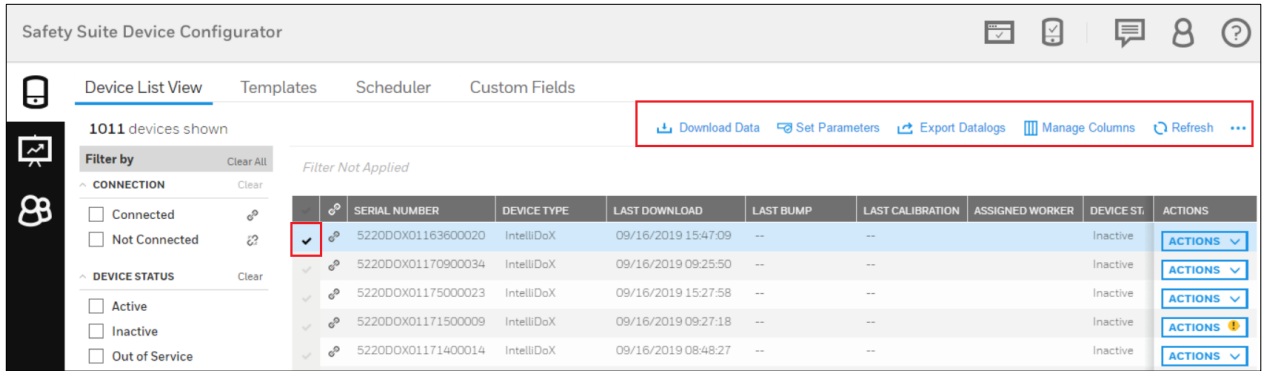 Safety Suite Device Configurator
Device List View Templates Scheduler Custom Fields
1011 devices shown
Download Data Set Parameters Export Datalogs Manage Columns Refresh ...
Filter by Clear All
Filter Not Applied
CONNECTION Clear
Connected
Not Connected
DEVICE STATUS Clear
Active
Inactive
Out of Service
SERIAL NUMBER DEVICE TYPE LAST DOWNLOAD LAST BUMP LAST CALIBRATION ASSIGNED WORKER DEVICE STA ACTIONS
5220DOX01163600020 IntelliDoX 09/16/2019 15:47:09 -- -- Inactive ACTIONS
5220DOX01170900034 IntelliDoX 09/16/2019 09:25:50 -- -- Inactive ACTIONS
5220DOX01175000023 IntelliDoX 09/16/2019 15:27:58 -- -- Inactive ACTIONS
5220DOX01171500009 IntelliDoX 09/16/2019 09:27:18 -- -- Inactive ACTIONS
5220DOX01171400014 IntelliDoX 09/16/2019 08:48:27 -- -- Inactive ACTIONS